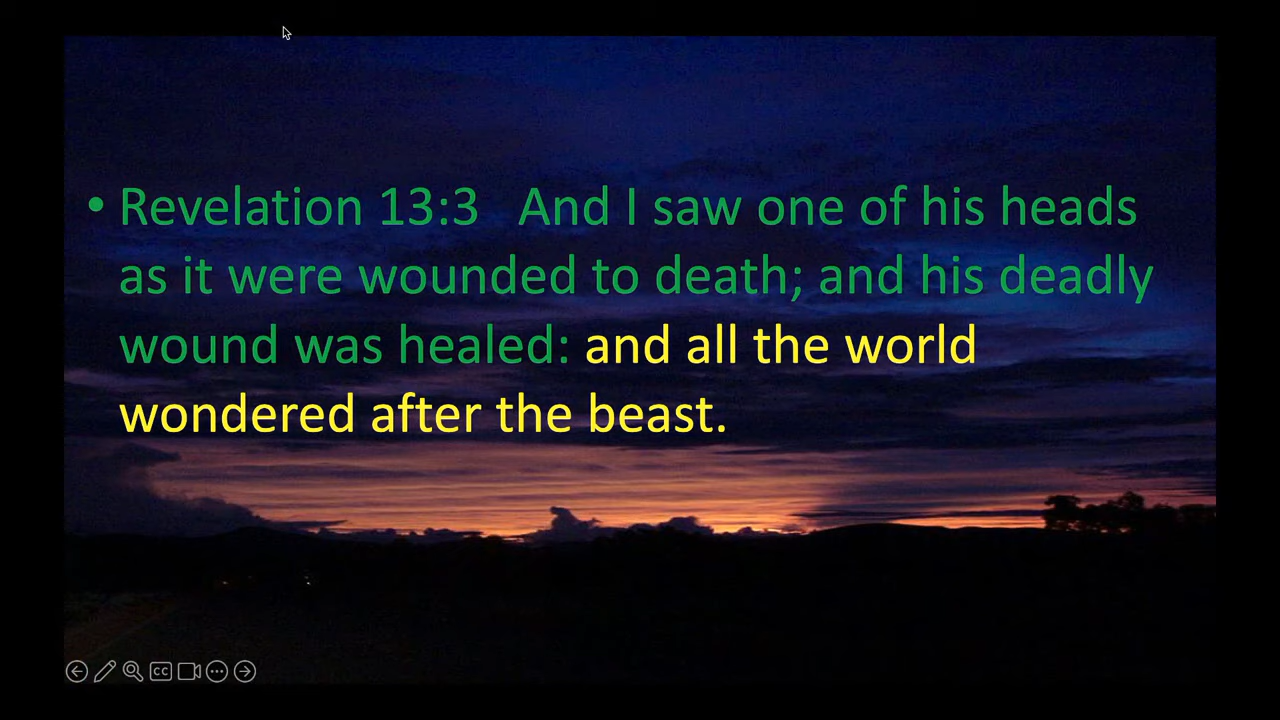 • Revelation 13:3   And I saw one of his heads
as it were wounded to death; and his deadly
wound was healed: and all the world
wondered after the beast.
CC